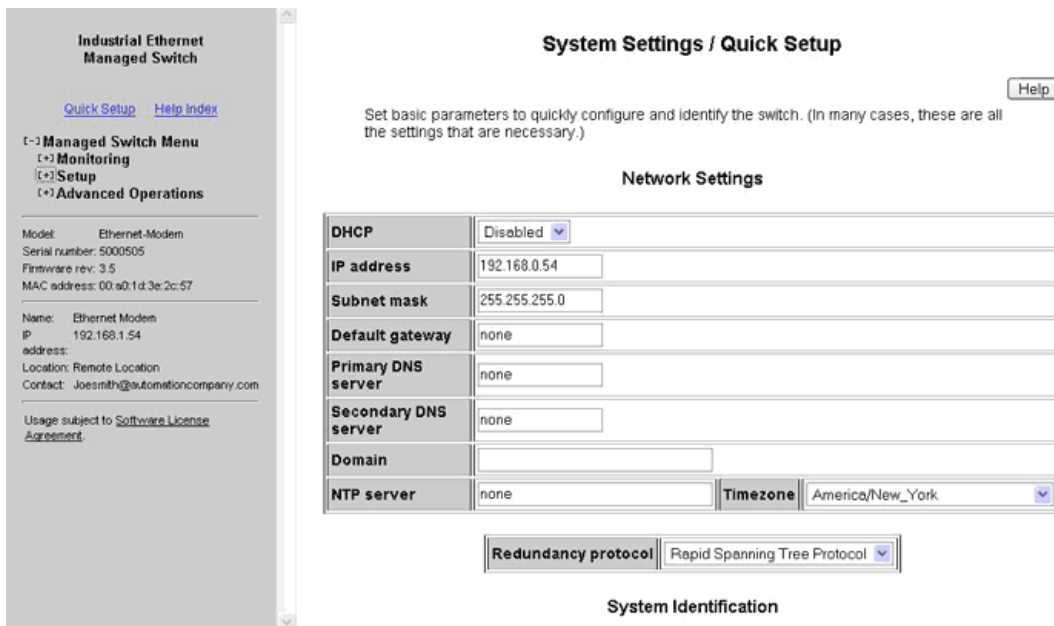 Industrial Ethernet
Managed Switch
Quick Setup Help Index
[-] Managed Switch Menu
[+] Monitoring
[+] Setup
[+] Advanced Operations
Model: Ethernet-Modem
Serial number: 5000505
Firmware rev: 3.5
MAC address: 00:a0:1d:3e:2c:57
Name: Ethernet Modem
IP address: 192.168.1.54
Location: Remote Location
Contact: Joesmith@automationcompany.com
Usage subject to Software License
Agreement.
System Settings / Quick Setup
Help
Set basic parameters to quickly configure and identify the switch. (In many cases, these are all
the settings that are necessary.)
Network Settings
DHCP Disabled
IP address 192.168.0.54
Subnet mask 255.255.255.0
Default gateway none
Primary DNS
server none
Secondary DNS
server none
Domain
NTP server none Timezone America/New_York
Redundancy protocol Rapid Spanning Tree Protocol
System Identification